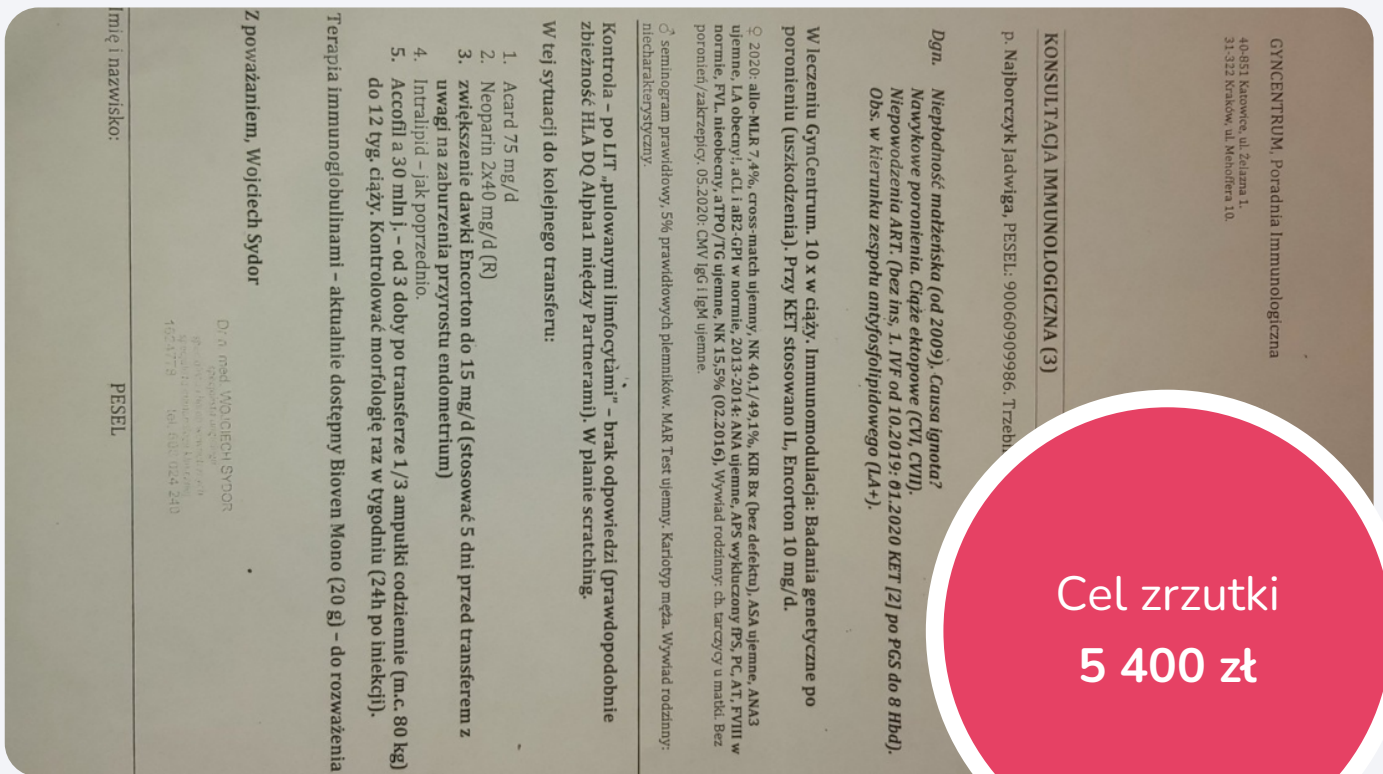 GYNCENTRUM, Poradnia Immunologiczna
40-851 Katowice, ul. Żelazna 1.
31-322 Kraków, ul. Mehoffera 10.
KONSULTACJA IMMUNOLOGICZNA (3)
p. Najborczyk Jadwiga, PESEL: 90060909986. Trzebi
Dgn. Niepłodność małżeńska (od 2009). Causa ignota?
Nawykowe poronienia. Ciąże ektopowe (CVI, CVII).
Niepowodzenia ART. (bez ins, 1. IVF od 10.2019: 01.2020 KET [2] po PGS do 8 Hbd).
Obs. w kierunku zespołu antyfosfolipidowego (LA+).
W leczeniu GynCentrum. 10 x w ciąży. Immunomodulacja: Badania genetyczne po
poronieniu (uszkodzenia). Przy KET stosowano IL, Encorton 10 mg/d.
♀ 2020: allo-MLR 7,4%, cross-match ujemny, NK 40,1/49,1%, KIR Bx (bez defektu), ASA ujemne, ANA3
ujemne, LA obecny!, aCL i aB2-GPI w normie, 2013-2014: ANA ujemne, APS wykluczony fPS, PC, AT, FVIII w
normie, FVL. nieobecny, aTPO/TG ujemne, NK 15,5% (02.2016), Wywiad rodzinny: ch. tarczycy u matki. Bez
poronień/zakrzepicy. 05.2020: CMV IgG i IgM ujemne.
♂ seminogram prawidłowy, 5% prawidłowych plemników. MAR Test ujemny. Kariotyp męża. Wywiad rodzinny:
niecharakterystyczny.
Kontrola – po LIT „pulowanymi limfocytami" – brak odpowiedzi (prawdopodobnie
zbieżność HLA DQ Alpha1 między Partnerami). W planie scratching.
W tej sytuacji do kolejnego transferu:
1. Acard 75 mg/d
2. Neoparin 2x40 mg/d (R)
3. zwiększenie dawki Encorton do 15 mg/d (stosować 5 dni przed transferem z
uwagi na zaburzenia przyrostu endometrium)
4. Intralipid – jak poprzednio.
5. Accofil a 30 mln j. – od 3 doby po transferze 1/3 ampułki codziennie (m.c. 80 kg)
do 12 tyg. ciąży. Kontrolować morfologię raz w tygodniu (24h po iniekcji).
Terapia immunoglobulinami – aktualnie dostępny Bioven Mono (20 g) – do rozważenia
Z poważaniem, Wojciech Sydor
Dr n. med. WOJCIECH SYDOR
1624773 tel. 608 024 240
Imię i nazwisko: PESEL
Cel zrzutki
5 400 zł